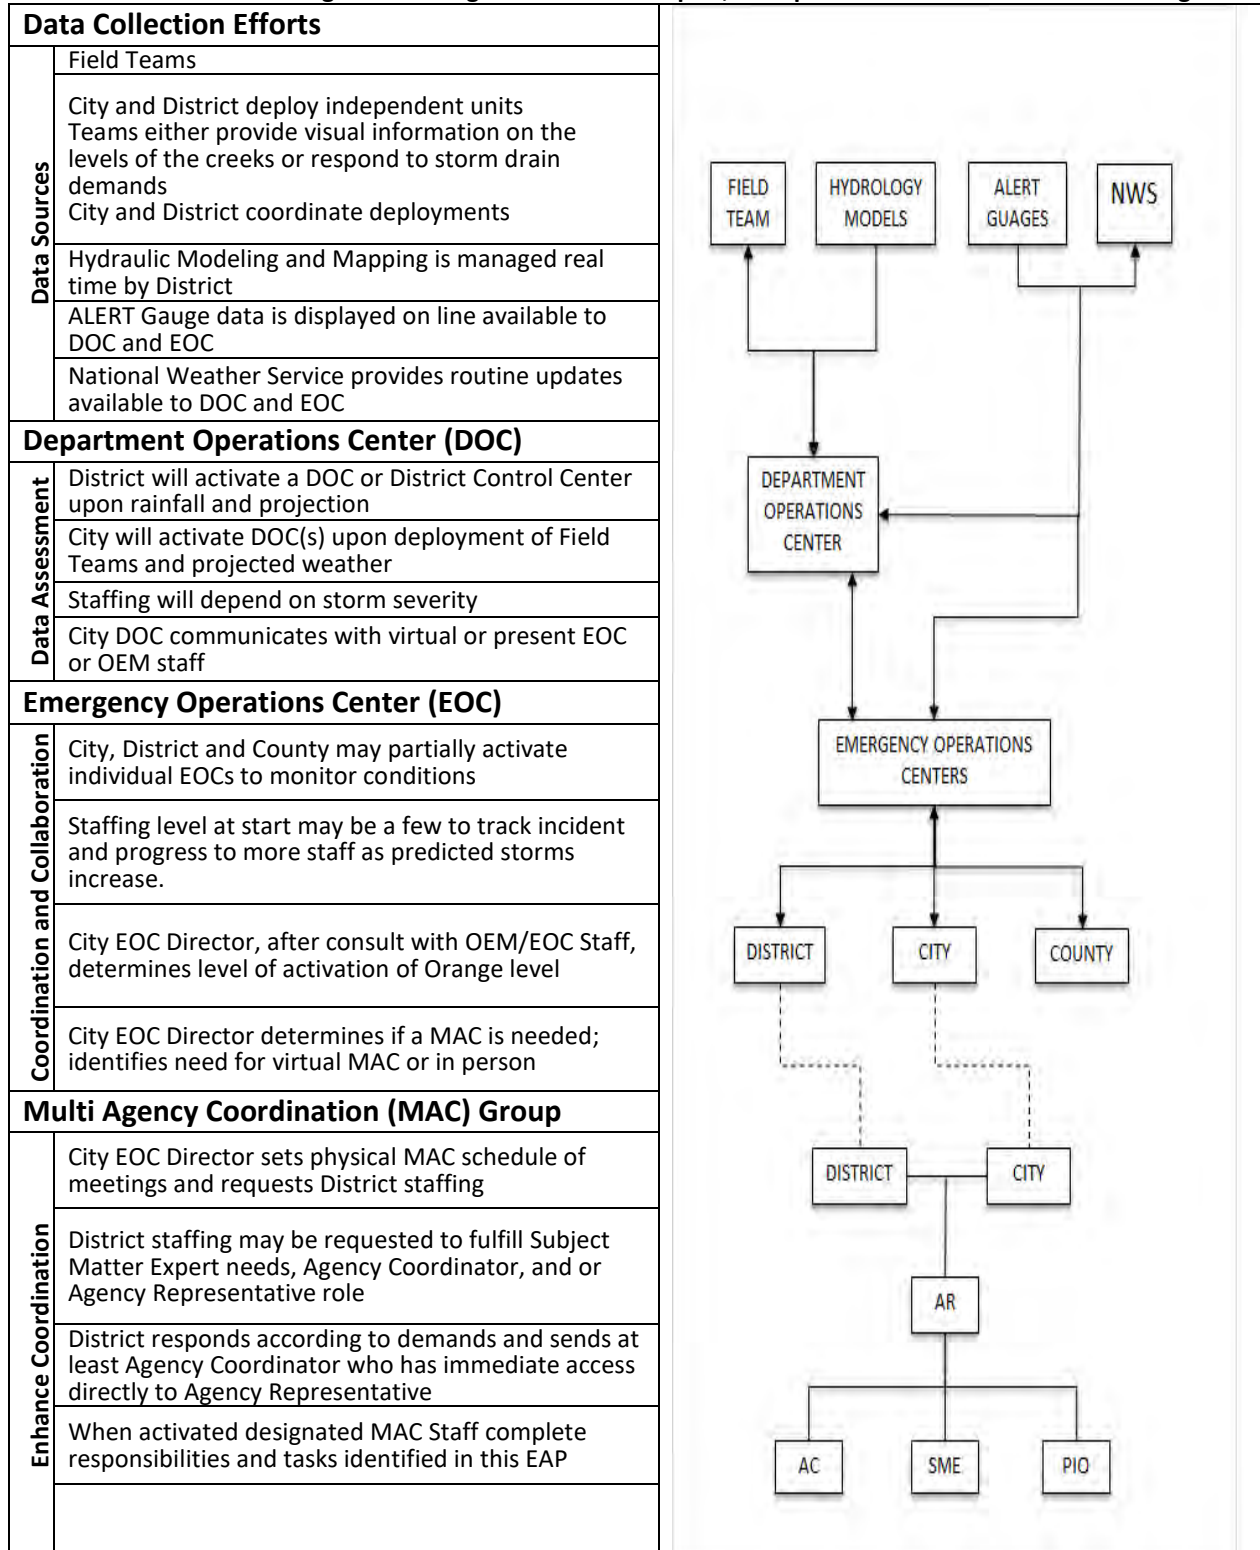 Data Collection Efforts
Data Sources
Field Teams
City and District deploy independent units
Teams either provide visual information on the
levels of the creeks or respond to storm drain
demands
City and District coordinate deployments
Hydraulic Modeling and Mapping is managed real
time by District
ALERT Gauge data is displayed on line available to
DOC and EOC
National Weather Service provides routine updates
available to DOC and EOC
Department Operations Center (DOC)
Data Assessment
District will activate a DOC or District Control Center
upon rainfall and projection
City will activate DOC(s) upon deployment of Field
Teams and projected weather
Staffing will depend on storm severity
City DOC communicates with virtual or present EOC
or OEM staff
Emergency Operations Center (EOC)
Coordination and Collaboration
City, District and County may partially activate
individual EOCs to monitor conditions
Staffing level at start may be a few to track incident
and progress to more staff as predicted storms
increase.
City EOC Director, after consult with OEM/EOC Staff,
determines level of activation of Orange level
City EOC Director determines if a MAC is needed;
identifies need for virtual MAC or in person
Multi Agency Coordination (MAC) Group
Enhance Coordination
City EOC Director sets physical MAC schedule of
meetings and requests District staffing
District staffing may be requested to fulfill Subject
Matter Expert needs, Agency Coordinator, and or
Agency Representative role
District responds according to demands and sends at
least Agency Coordinator who has immediate access
directly to Agency Representative
When activated designated MAC Staff complete
responsibilities and tasks identified in this EAP
FIELD
TEAM
HYDROLOGY
MODELS
ALERT
GUAGES
NWS
DEPARTMENT
OPERATIONS
CENTER
EMERGENCY OPERATIONS
CENTERS
DISTRICT
CITY
COUNTY
DISTRICT
CITY
AR
AC
SME
PIO